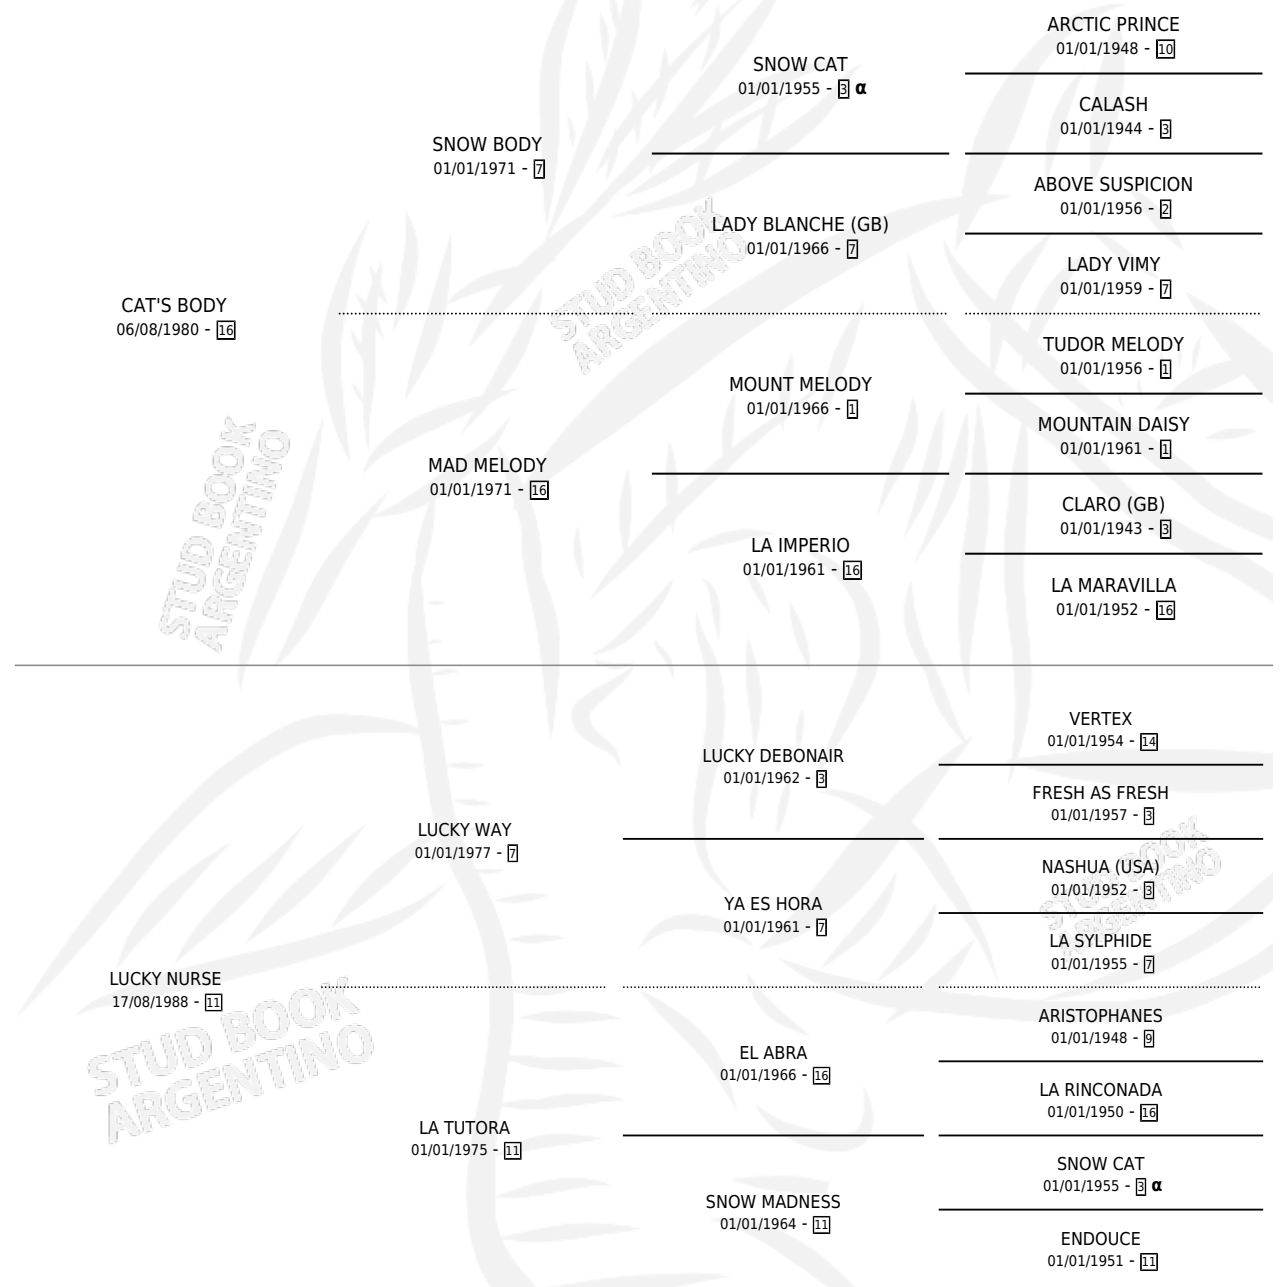 ARCTIC PRINCE
01/01/1948 - 10
SNOW CAT
01/01/1955 - 3 α
CALASH
01/01/1944 - 3
SNOW BODY
01/01/1971 - 7
ABOVE SUSPICION
01/01/1956 - 2
LADY BLANCHE (GB)
01/01/1966 - 7
LADY VIMY
01/01/1959 - 7
CAT'S BODY
06/08/1980 - 16
TUDOR MELODY
01/01/1956 - 1
MOUNT MELODY
01/01/1966 - 1
MOUNTAIN DAISY
01/01/1961 - 1
MAD MELODY
01/01/1971 - 16
CLARO (GB)
01/01/1943 - 3
LA IMPERIO
01/01/1961 - 16
LA MARAVILLA
01/01/1952 - 16
VERTEX
01/01/1954 - 14
LUCKY DEBONAIR
01/01/1962 - 3
FRESH AS FRESH
01/01/1957 - 3
LUCKY WAY
01/01/1977 - 7
NASHUA (USA)
01/01/1952 - 3
YA ES HORA
01/01/1961 - 7
LA SYLPHIDE
01/01/1955 - 7
LUCKY NURSE
17/08/1988 - 11
ARISTOPHANES
01/01/1948 - 9
EL ABRA
01/01/1966 - 16
LA RINCONADA
01/01/1950 - 16
LA TUTORA
01/01/1975 - 11
SNOW CAT
01/01/1955 - 3 α
SNOW MADNESS
01/01/1964 - 11
ENDOUCE
01/01/1951 - 11
STUD BOOK
ARGENTINO
STUD BOOK
ARGENTINO
STUD BOOK
ARGENTINO
STUD BOOK
ARGENTINO